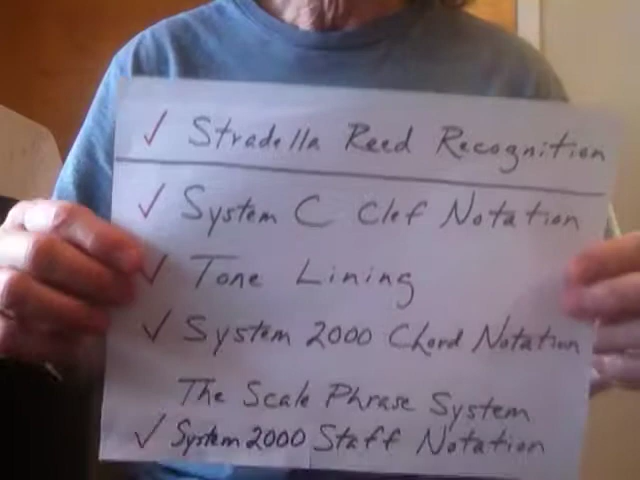 ✓ Stradella Reed Recognition
✓ System C Clef Notation
✓ Tone Lining
✓ System 2000 Chord Notation
The Scale Phrase System
✓ System 2000 Staff Notation